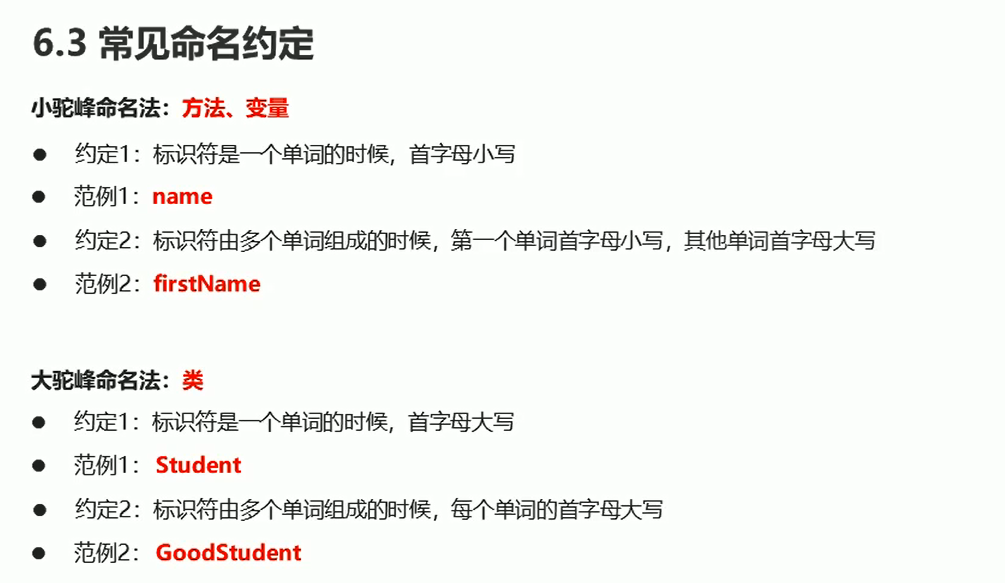 6.3 常见命名约定
小驼峰命名法：方法、变量
● 约定1：标识符是一个单词的时候，首字母小写
● 范例1：name
● 约定2：标识符由多个单词组成的时候，第一个单词首字母小写，其他单词首字母大写
● 范例2：firstName
大驼峰命名法：类
● 约定1：标识符是一个单词的时候，首字母大写
● 范例1：Student
● 约定2：标识符由多个单词组成的时候，每个单词的首字母大写
● 范例2：GoodStudent